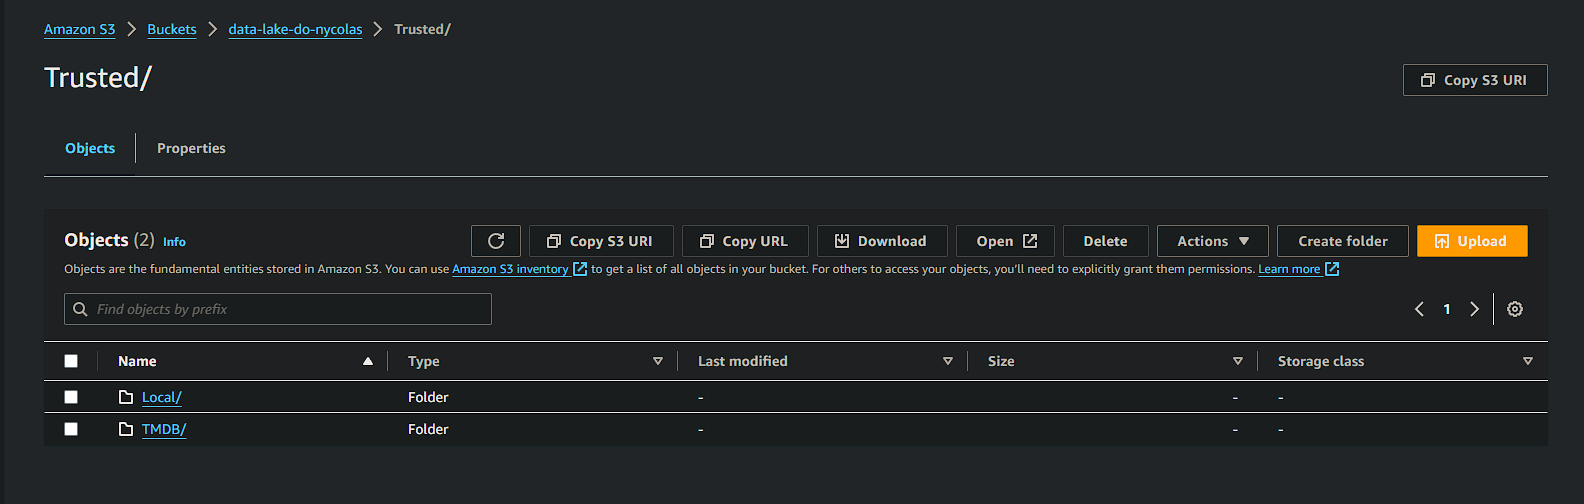 Amazon S3 > Buckets > data-lake-do-nycolas > Trusted/
Trusted/
Copy S3 URI
Objects Properties
Objects (2) Info
Copy S3 URI Copy URL Download Open Delete Actions Create folder Upload
Objects are the fundamental entities stored in Amazon S3. You can use Amazon S3 inventory to get a list of all objects in your bucket. For others to access your objects, you'll need to explicitly grant them permissions. Learn more
Find objects by prefix
1
Name Type Last modified Size Storage class
Local/ Folder - - -
TMDB/ Folder - - -